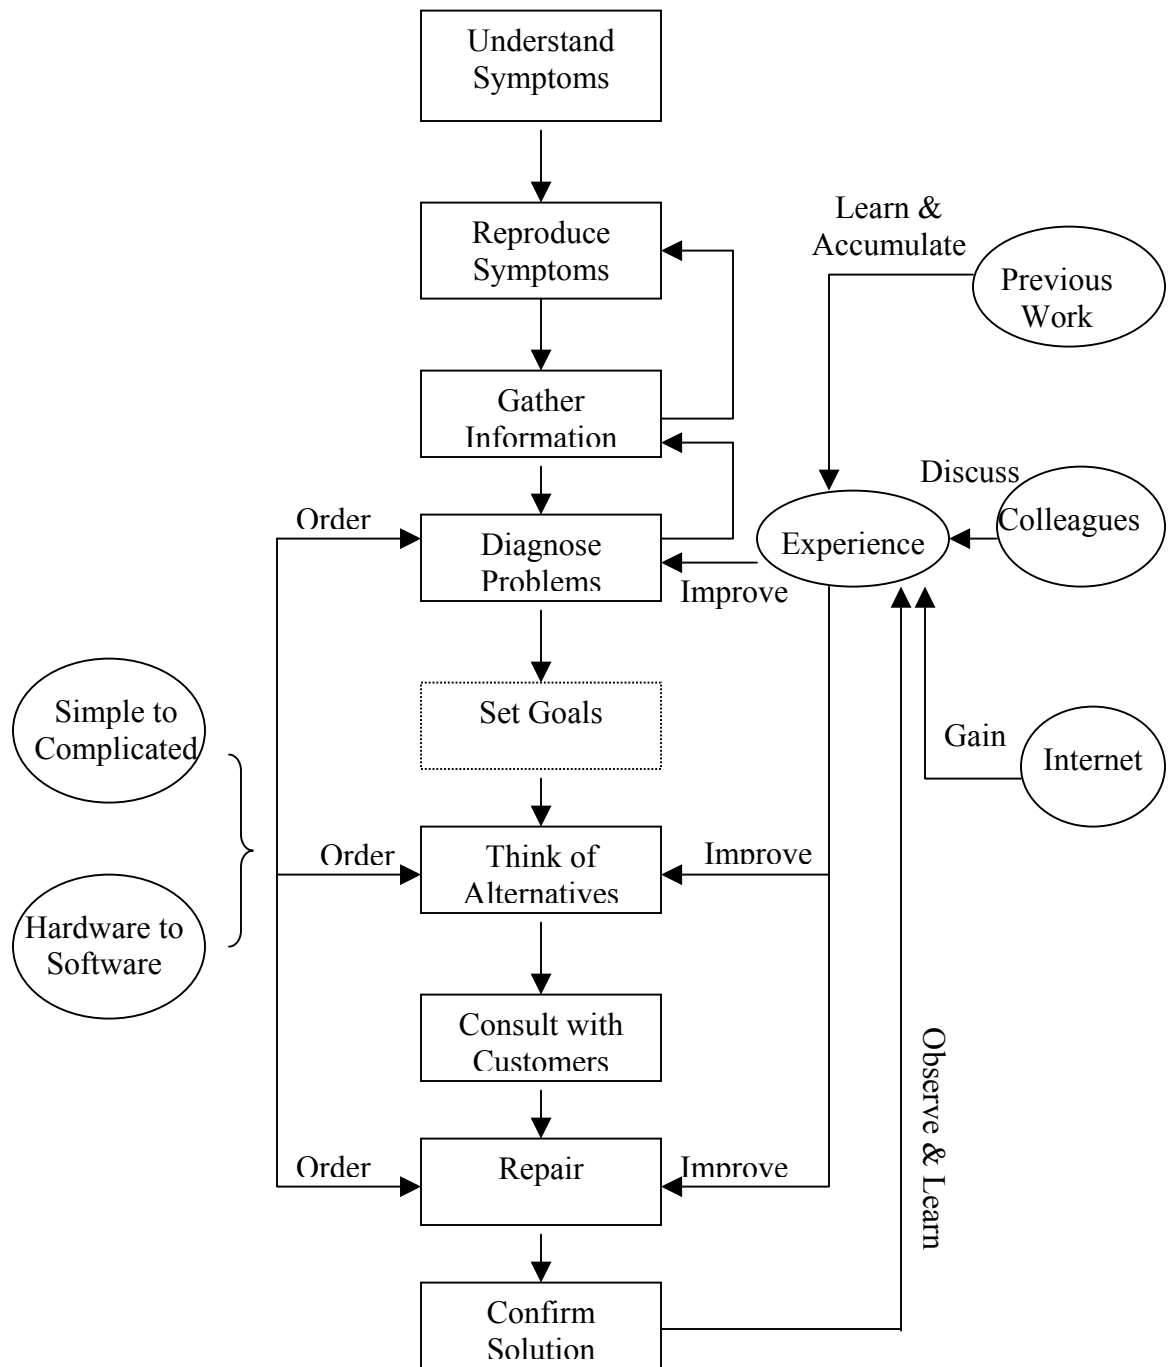 Understand
Symptoms
Reproduce
Symptoms
Learn &
Accumulate
Previous
Work
Gather
Information
Discuss
Colleagues
Order
Diagnose
Problems
Experience
Improve
Simple to
Complicated
Set Goals
Gain
Internet
Order
Think of
Alternatives
Improve
Hardware to
Software
Consult with
Customers
Observe & Learn
Order
Repair
Improve
Confirm
Solution